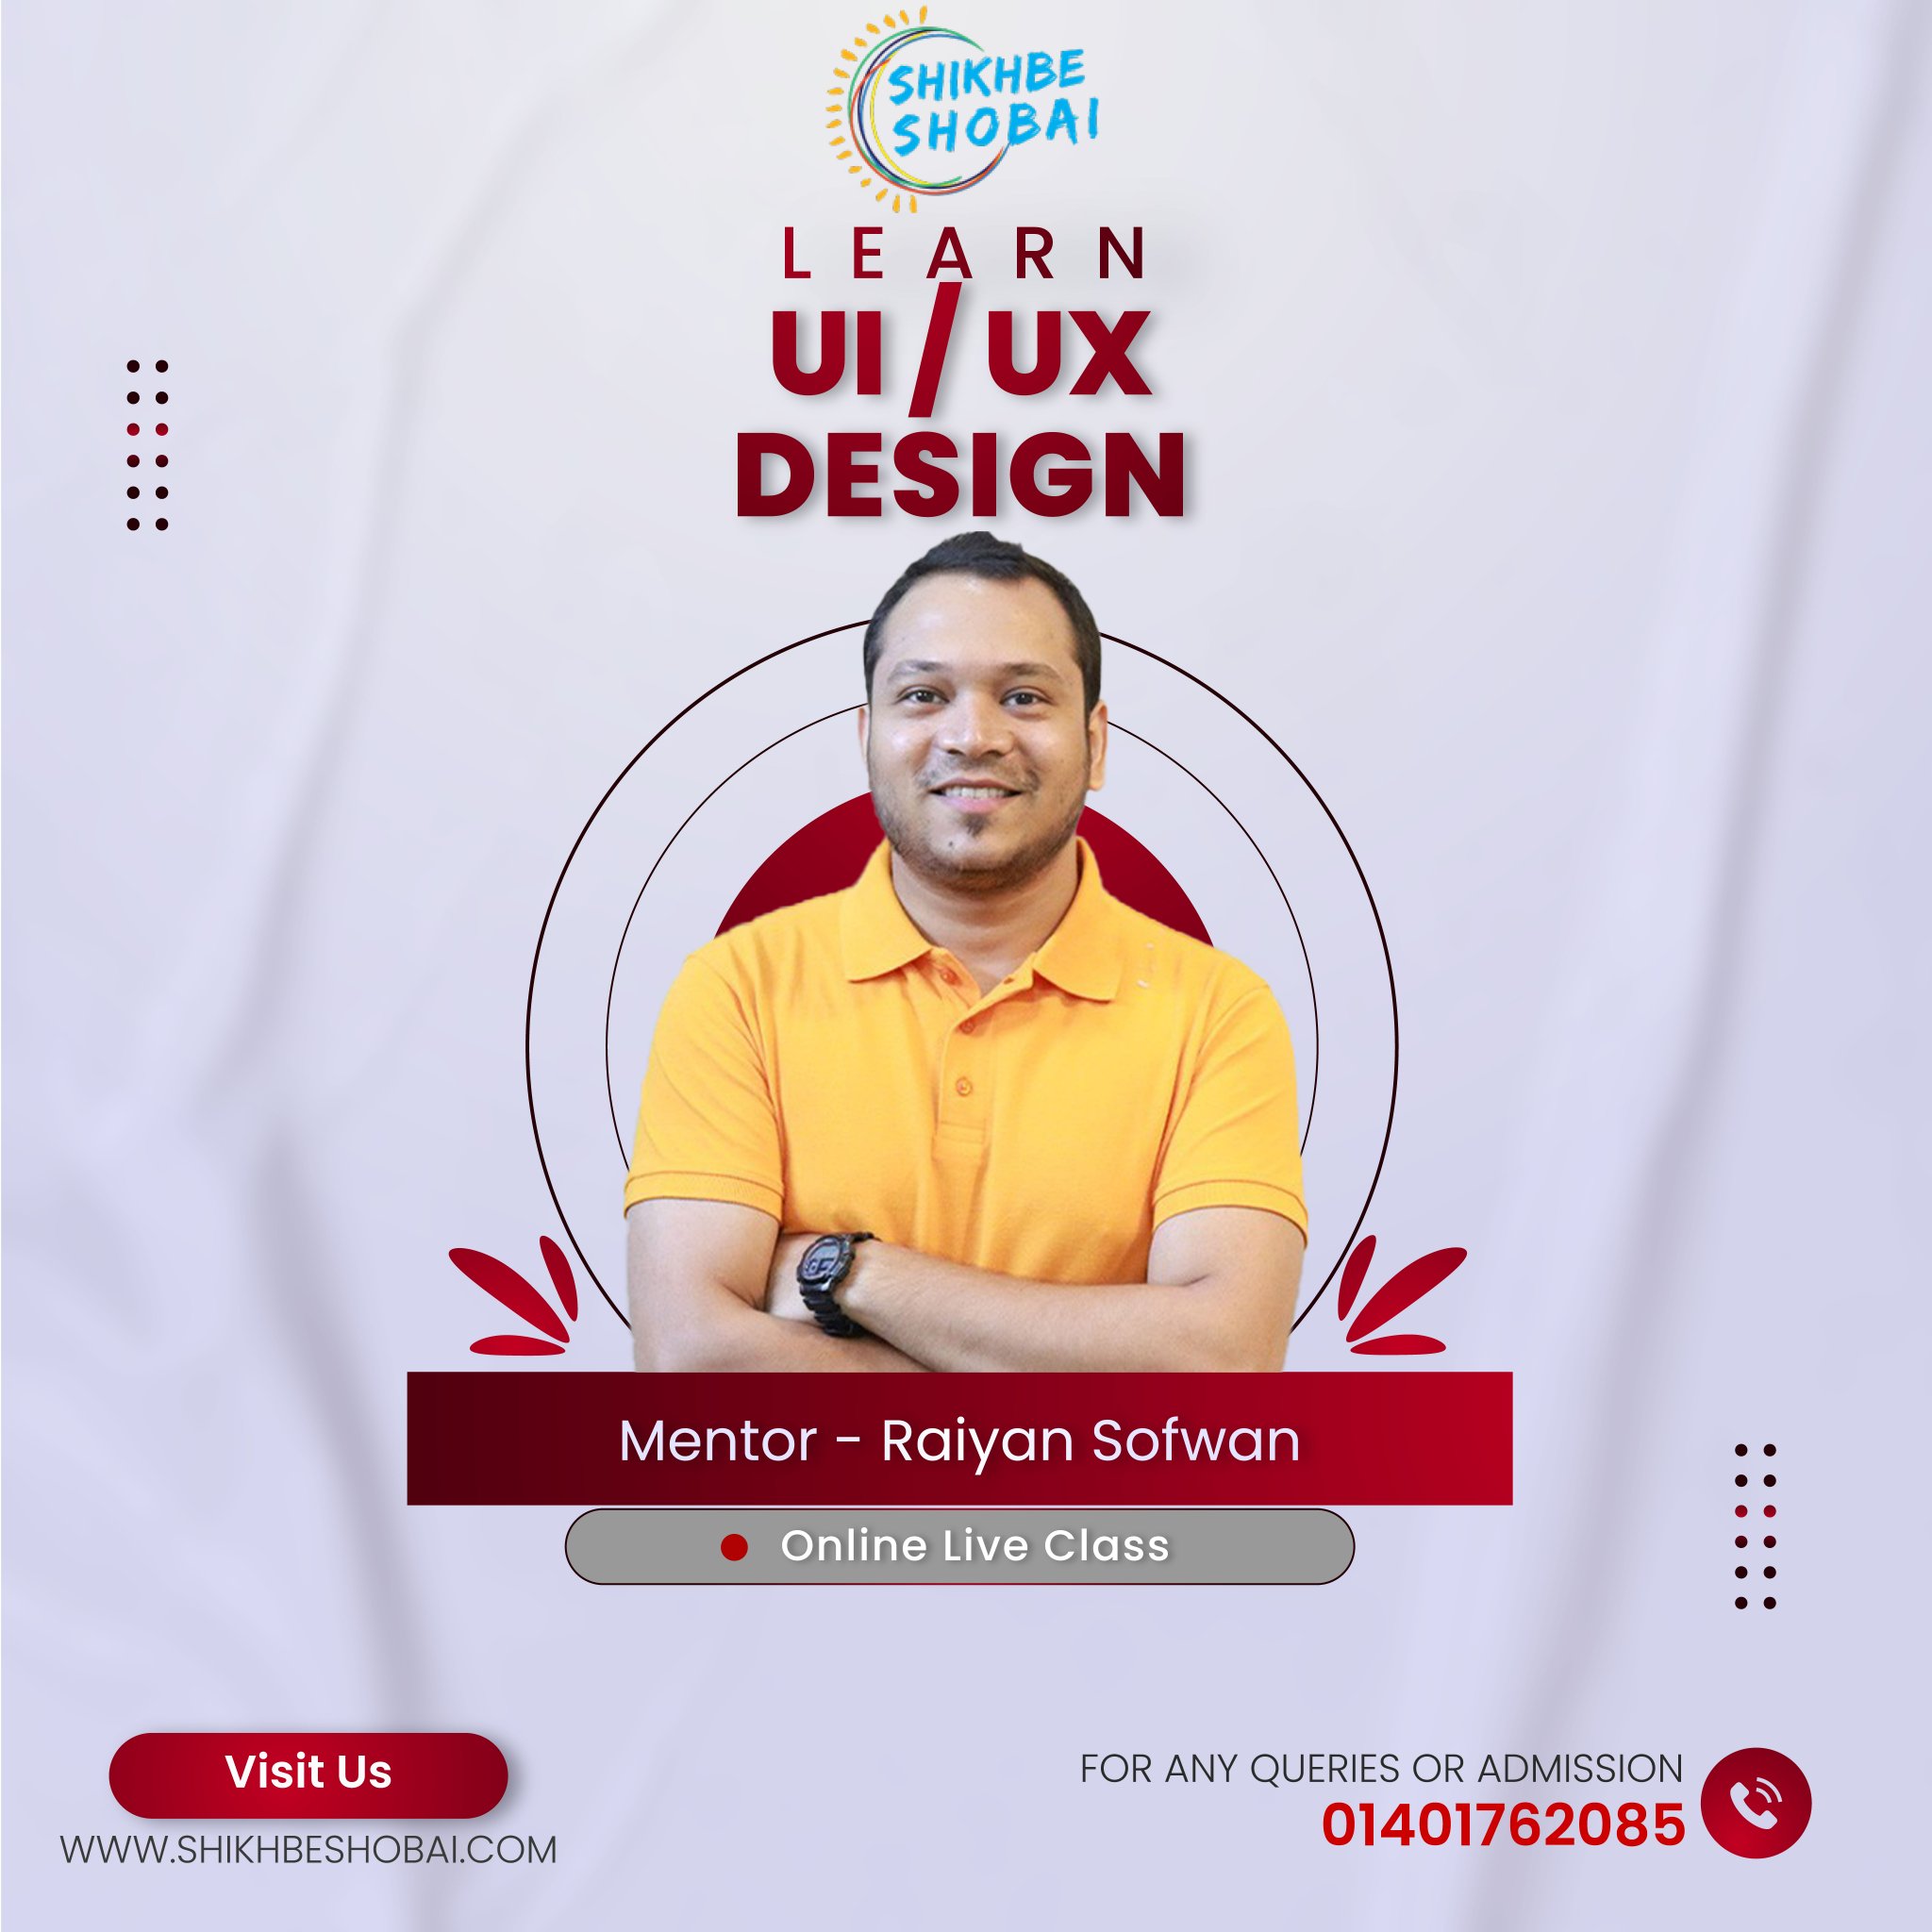 SHIKHBE
SHOBAI
LEARN
UI/UX
DESIGN
Mentor - Raiyan Sofwan
Online Live Class
Visit Us
WWW.SHIKHBESHOBAI.COM
FOR ANY QUERIES OR ADMISSION
01401762085